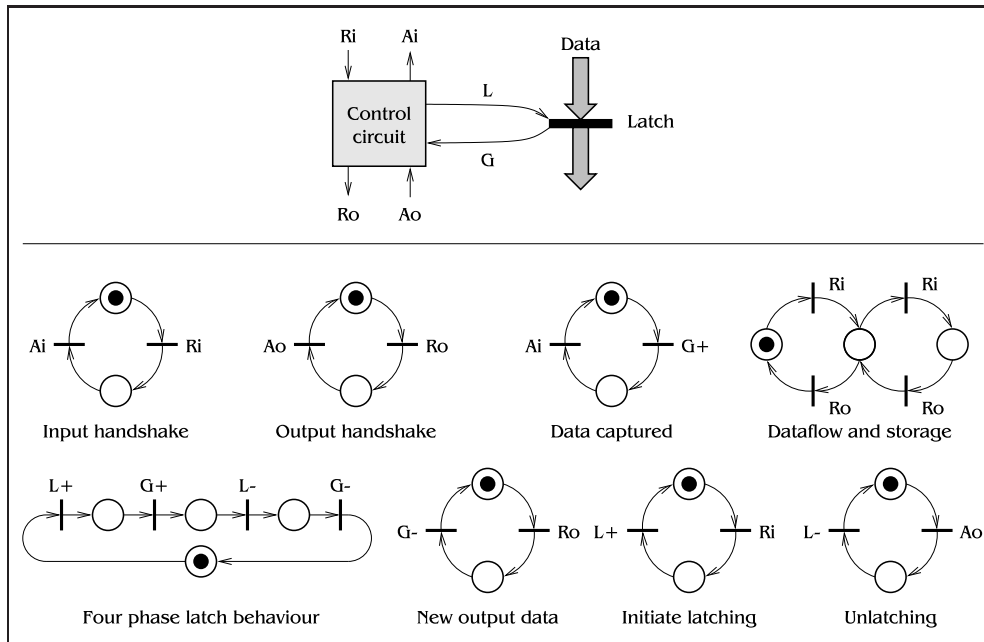 Ri Ai Data
L
Control circuit
Latch
G
Ro Ao
Ri Ri
Ai Ri Ao Ro Ai G+
Ro Ro
Input handshake Output handshake Data captured Dataflow and storage
L+ G+ L- G-
G- Ro L+ Ri L- Ao
Four phase latch behaviour New output data Initiate latching Unlatching